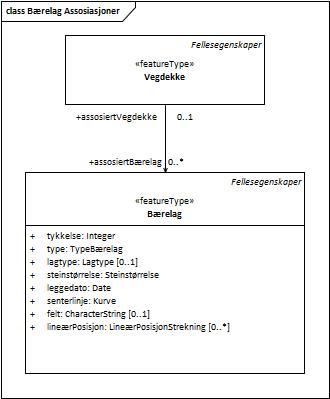 class Bærelag Assosiasjoner
Fellesegenskaper
«featureType»
Vegdekke
+assosiertVegdekke 0..1
+assosiertBærelag 0..*
Fellesegenskaper
«featureType»
Bærelag
+ tykkelse: Integer
+ type: TypeBærelag
+ lagtype: Lagtype [0..1]
+ steinstørrelse: Steinstørrelse
+ leggedato: Date
+ senterlinje: Kurve
+ felt: CharacterString [0..1]
+ lineærPosisjon: LineærPosisjonStrekning [0..*]